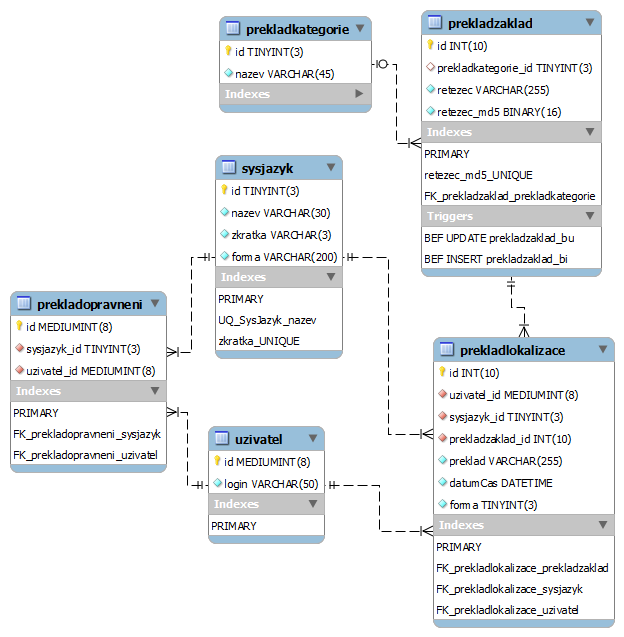 prekladkategorie
id TINYINT(3)
nazev VARCHAR(45)
Indexes
prekladzaklad
id INT(10)
prekladkategorie_id TINYINT(3)
retezec VARCHAR(255)
retezec_md5 BINARY(16)
Indexes
PRIMARY
retezec_md5_UNIQUE
FK_prekladzaklad_prekladkategorie
Triggers
BEF UPDATE prekladzaklad_bu
BEF INSERT prekladzaklad_bi
sysjazyk
id TINYINT(3)
nazev VARCHAR(30)
zkratka VARCHAR(3)
forma VARCHAR(200)
Indexes
PRIMARY
UQ_SysJazyk_nazev
zkratka_UNIQUE
prekladopravneni
id MEDIUMINT(8)
sysjazyk_id TINYINT(3)
uzivatel_id MEDIUMINT(8)
Indexes
PRIMARY
FK_prekladopravneni_sysjazyk
FK_prekladopravneni_uzivatel
uzivatel
id MEDIUMINT(8)
login VARCHAR(50)
Indexes
PRIMARY
prekladlokalizace
id INT(10)
uzivatel_id MEDIUMINT(8)
sysjazyk_id TINYINT(3)
prekladzaklad_id INT(10)
preklad VARCHAR(255)
datumCas DATETIME
forma TINYINT(3)
Indexes
PRIMARY
FK_prekladlokalizace_prekladzaklad
FK_prekladlokalizace_sysjazyk
FK_prekladlokalizace_uzivatel